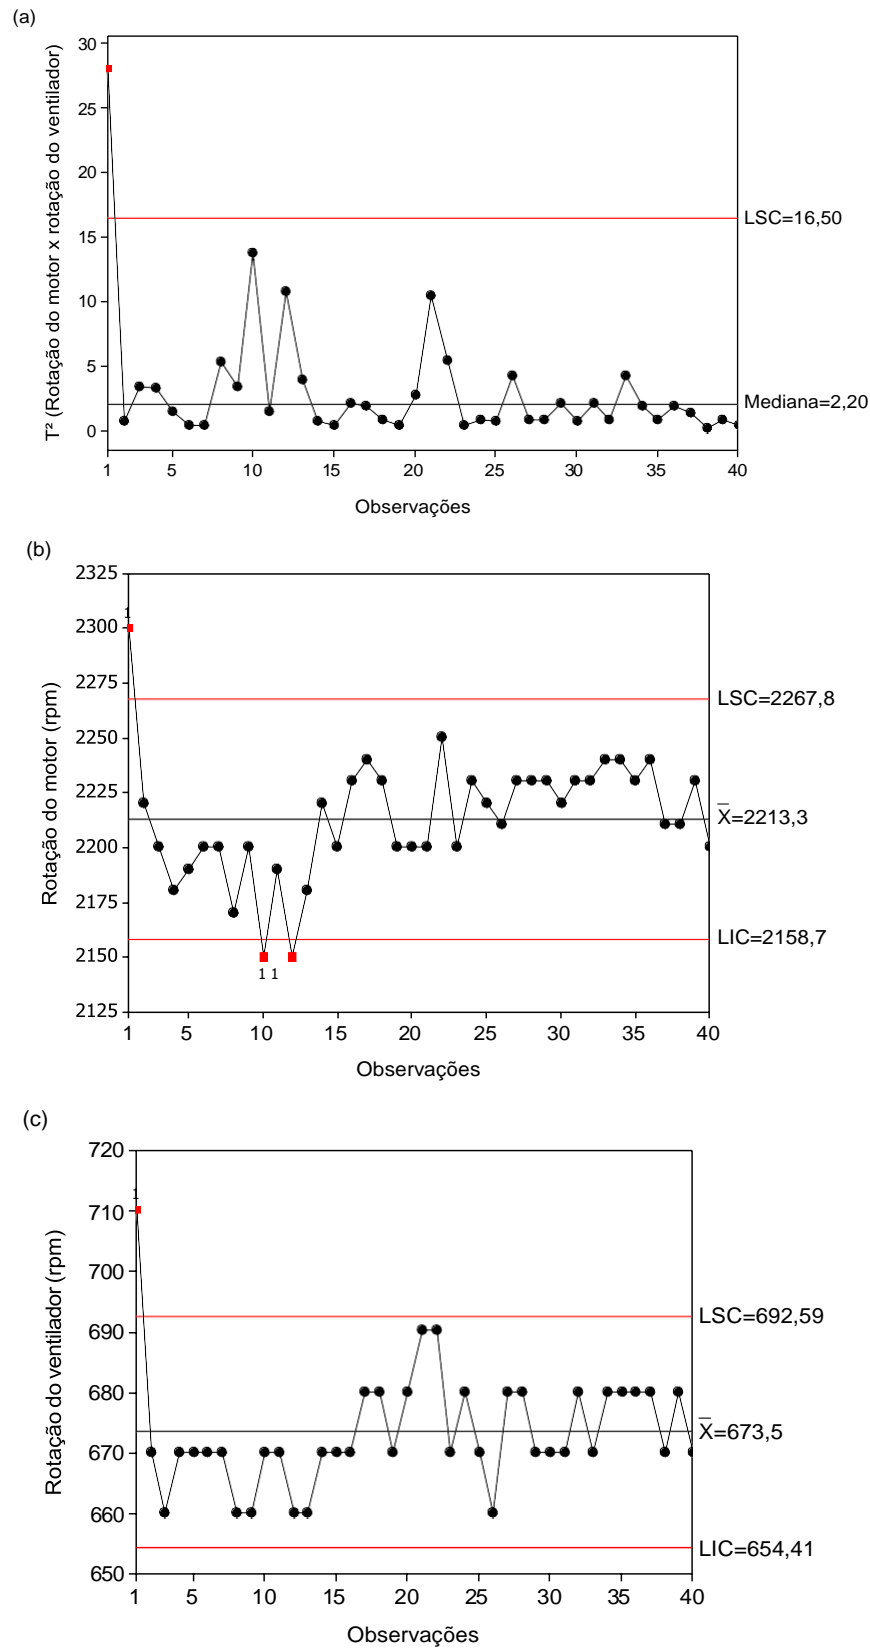 (a)
T² (Rotação do motor x rotação do ventilador)
30
25
20
15
10
5
0
LSC=16,50
Mediana=2,20
1 5 10 15 20 25 30 35 40
Observações
(b)
Rotação do motor (rpm)
2325
2300
2275
2250
2225
2200
2175
2150
2125
1
1 1
LSC=2267,8
X̅=2213,3
LIC=2158,7
1 5 10 15 20 25 30 35 40
Observações
(c)
Rotação do ventilador (rpm)
720
710
700
690
680
670
660
650
1
LSC=692,59
X̅=673,5
LIC=654,41
1 5 10 15 20 25 30 35 40
Observações